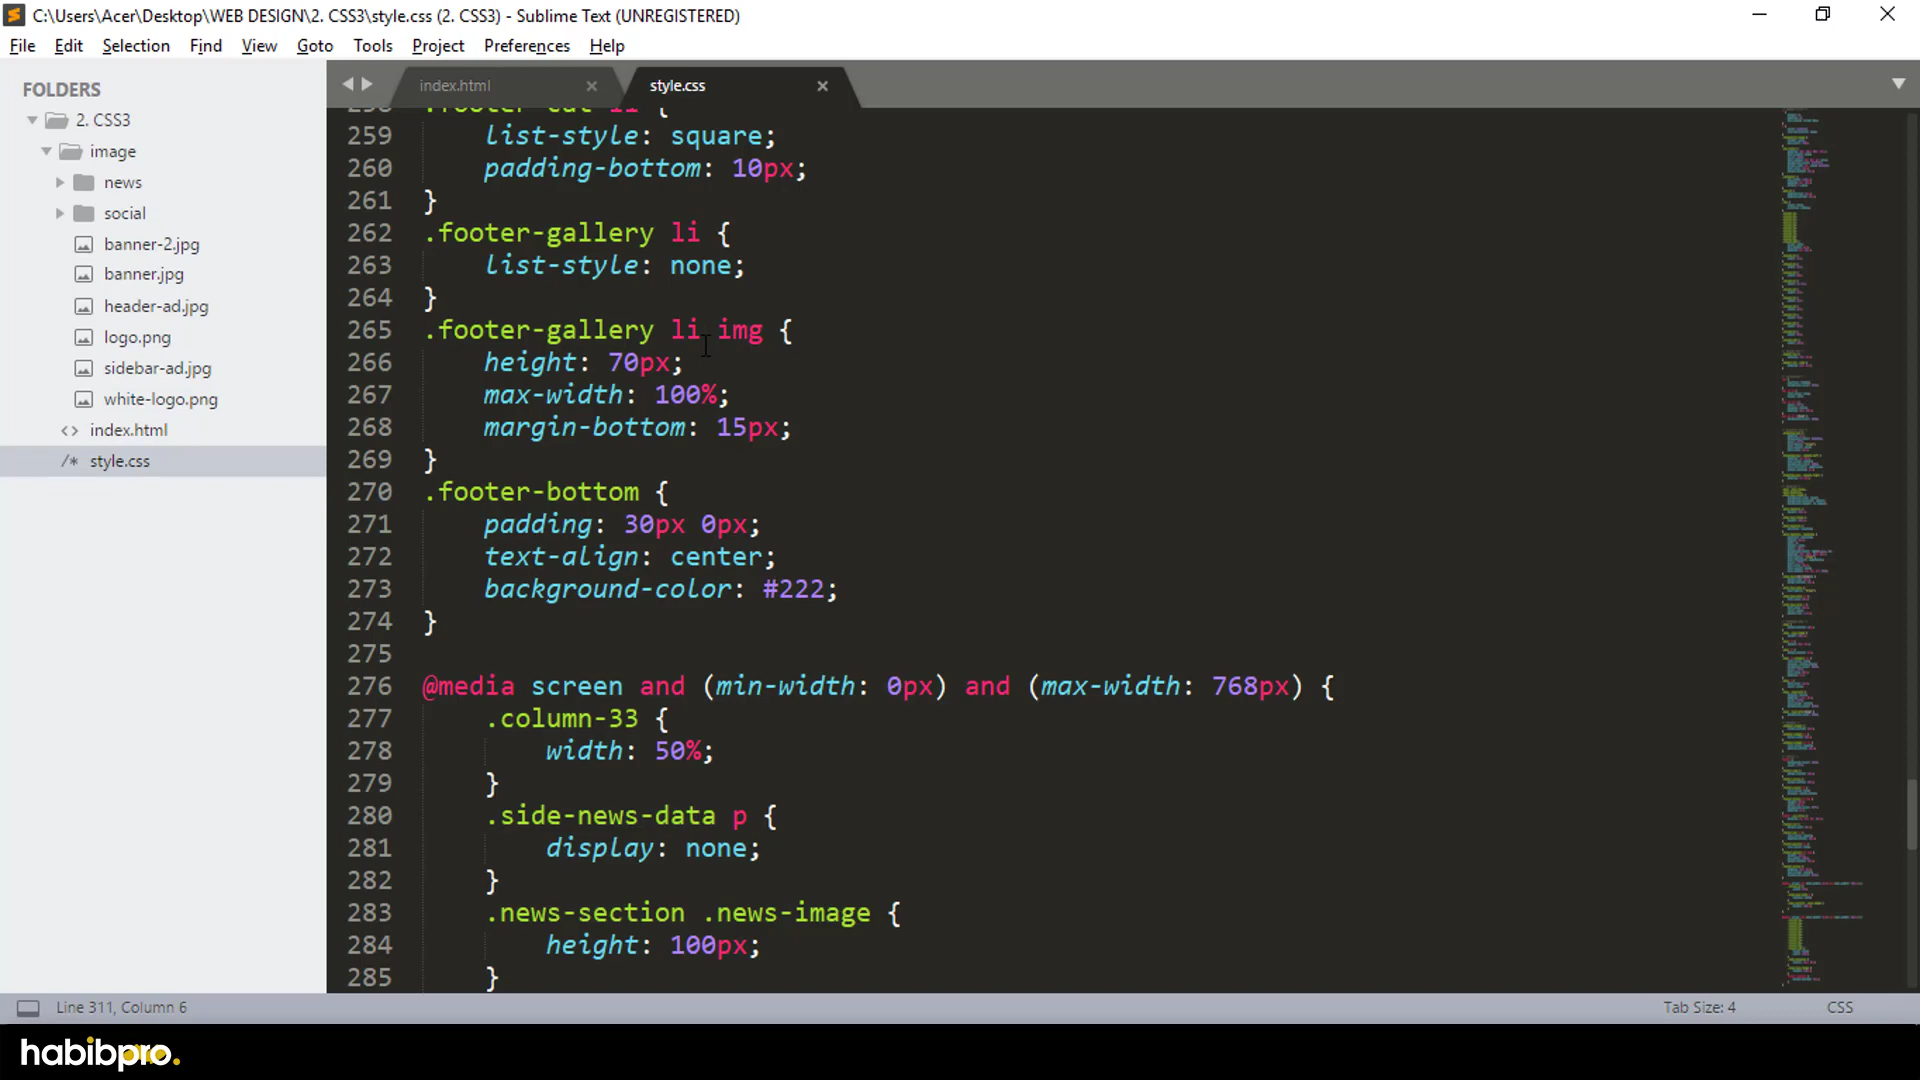 C:\Users\Acer\Desktop\WEB DESIGN\2. CSS3\style.css (2. CSS3) - Sublime Text (UNREGISTERED)
File Edit Selection Find View Goto Tools Project Preferences Help
FOLDERS
2. CSS3
image
news
social
banner-2.jpg
banner.jpg
header-ad.jpg
logo.png
sidebar-ad.jpg
white-logo.png
<> index.html
/* style.css
index.html style.css
259 list-style: square;
260 padding-bottom: 10px;
261 }
262 .footer-gallery li {
263 list-style: none;
264 }
265 .footer-gallery li img {
266 height: 70px;
267 max-width: 100%;
268 margin-bottom: 15px;
269 }
270 .footer-bottom {
271 padding: 30px 0px;
272 text-align: center;
273 background-color: #222;
274 }
275
276 @media screen and (min-width: 0px) and (max-width: 768px) {
277 .column-33 {
278 width: 50%;
279 }
280 .side-news-data p {
281 display: none;
282 }
283 .news-section .news-image {
284 height: 100px;
285 }
Line 311, Column 6 Tab Size: 4 CSS
habibpro.